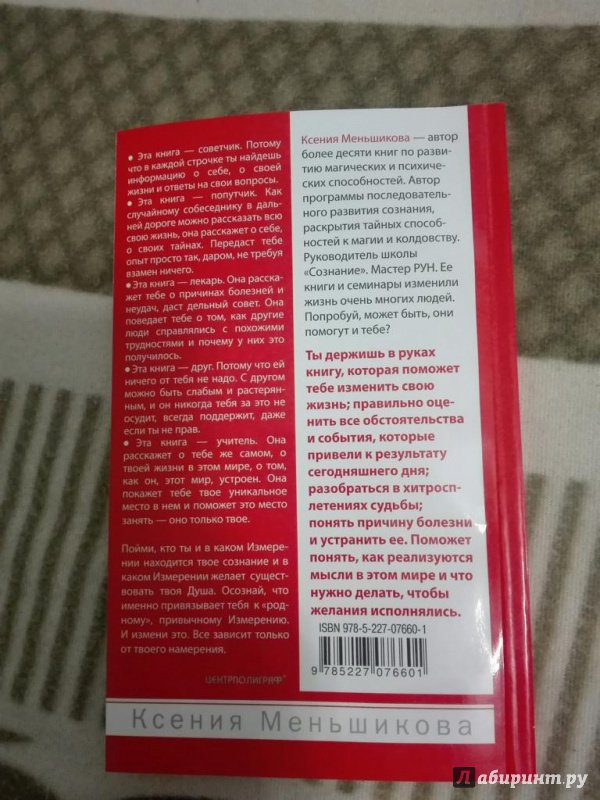 • Эта книга — советчик. Потому
что в каждой строчке ты найдешь
информацию о себе, о своей
жизни и ответы на свои вопросы.
• Эта книга — попутчик. Как
случайному собеседнику в даль-
ней дороге можно рассказать всю
свою жизнь, она расскажет о себе,
о своих тайнах. Передаст тебе
опыт просто так, даром, не требуя
взамен ничего.
• Эта книга — лекарь. Она расска-
жет тебе о причинах болезней и
неудач, даст дельный совет. Она
поведает тебе о том, как другие
люди справлялись с похожими
трудностями и почему у них это
получилось.
• Эта книга — друг. Потому что ей
ничего от тебя не надо. С другом
можно быть слабым и растерян-
ным, и он никогда тебя за это не
осудит, всегда поддержит, даже
если ты не прав.
• Эта книга — учитель. Она
расскажет о тебе же самом, о
твоей жизни в этом мире, о том,
как он, этот мир, устроен. Она
покажет тебе твое уникальное
место в нем и поможет это место
занять — оно только твое.
Пойми, кто ты и в каком Измере-
нии находится твое сознание и в
каком Измерении желает сущест-
вовать твоя Душа. Осознай, что
именно привязывает тебя к «род-
ному», привычному Измерению.
И измени это. Все зависит только
от твоего намерения.
ЦЕНТРПОЛИГРАФ®
Ксения Меньшикова — автор
более десяти книг по разви-
тию магических и психиче-
ских способностей. Автор
программы последователь-
ного развития сознания,
раскрытия тайных способ-
ностей к магии и колдовству.
Руководитель школы
«Сознание». Мастер РУН. Ее
книги и семинары изменили
жизнь очень многих людей.
Попробуй, может быть, они
помогут и тебе?
Ты держишь в руках
книгу, которая поможет
тебе изменить свою
жизнь; правильно оце-
нить все обстоятельства
и события, которые
привели к результату
сегодняшнего дня;
разобраться в хитроспл-
етениях судьбы;
понять причину болезни
и устранить ее. Поможет
понять, как реализуются
мысли в этом мире и что
нужно делать, чтобы
желания исполнялись.
ISBN 978-5-227-07660-1
9 785227 076601
Ксения Меньшикова
Лабиринт.ру